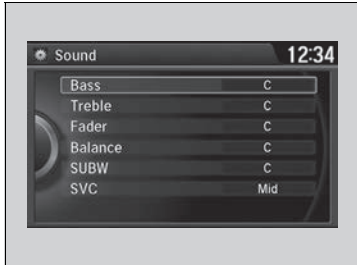 Sound 12:34
Bass C
Treble C
Fader C
Balance C
SUBW C
SVC Mid